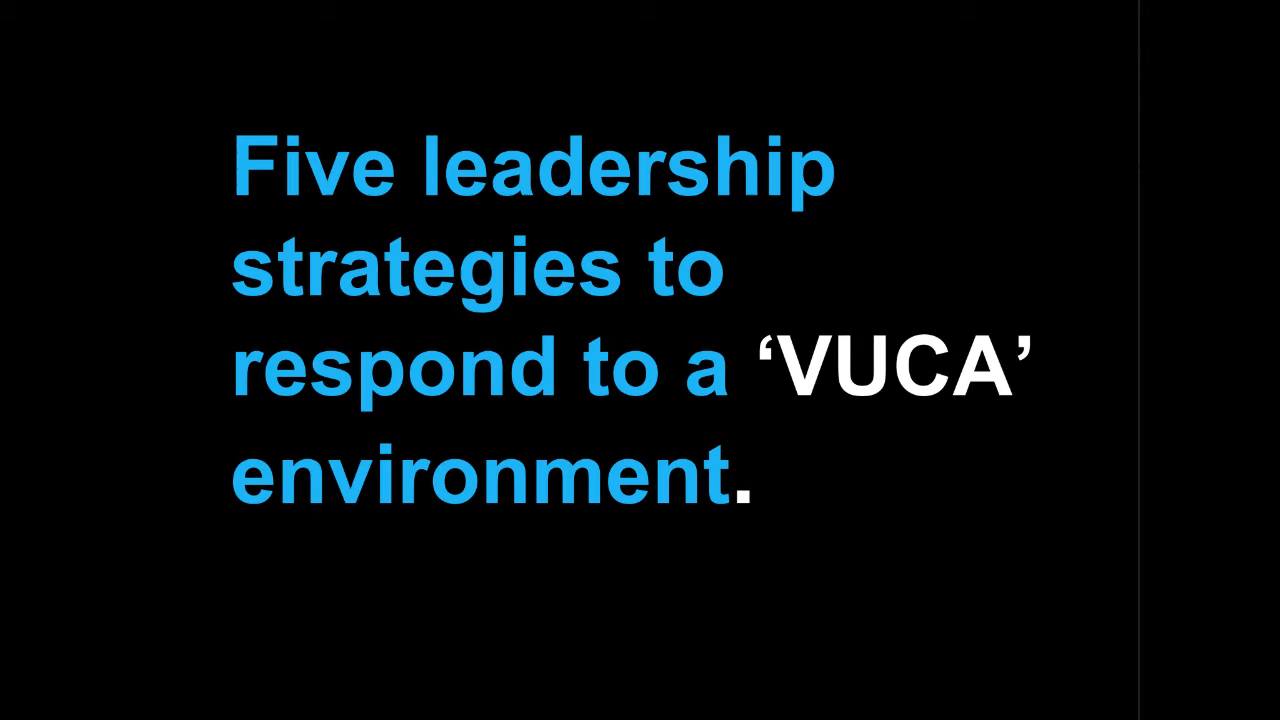 Five leadership
strategies to
respond to a ‘VUCA’
environment.